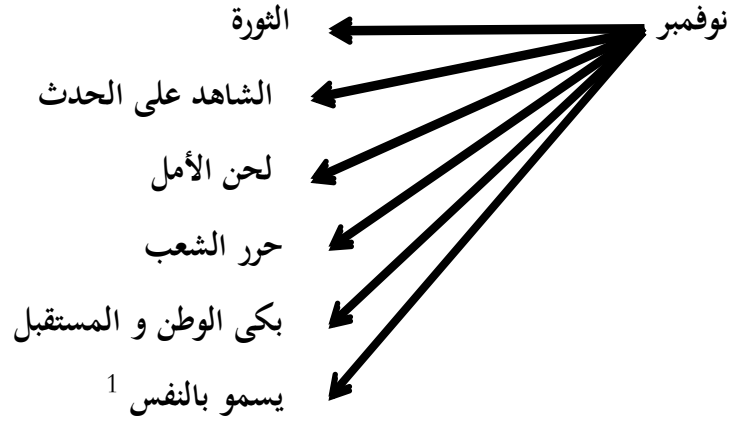 نوفمبر الثورة
الشاهد على الحدث
لحن الأمل
حرر الشعب
بكى الوطن و المستقبل
يسمو بالنفس 1